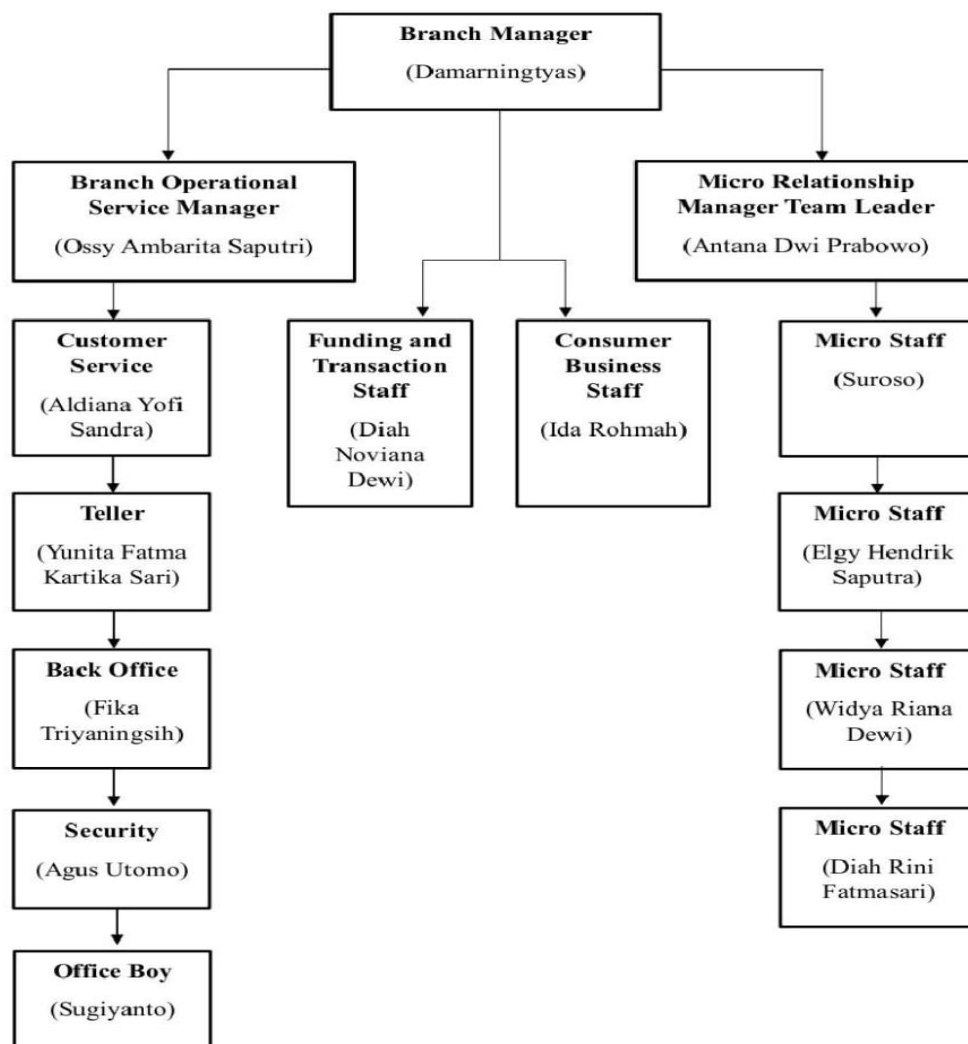 Branch Manager
(Damarningtyas)
Branch Operational
Service Manager
(Ossy Ambarita Saputri)
Micro Relationship
Manager Team Leader
(Antana Dwi Prabowo)
Customer
Service
(Aldiana Yofi
Sandra)
Funding and
Transaction
Staff
(Diah
Noviana
Dewi)
Consumer
Business
Staff
(Ida Rohmah)
Micro Staff
(Suroso)
Teller
(Yunita Fatma
Kartika Sari)
Micro Staff
(Elgy Hendrik
Saputra)
Back Office
(Fika
Triyaningsih)
Micro Staff
(Widya Riana
Dewi)
Security
(Agus Utomo)
Micro Staff
(Diah Rini
Fatmasari)
Office Boy
(Sugiyanto)